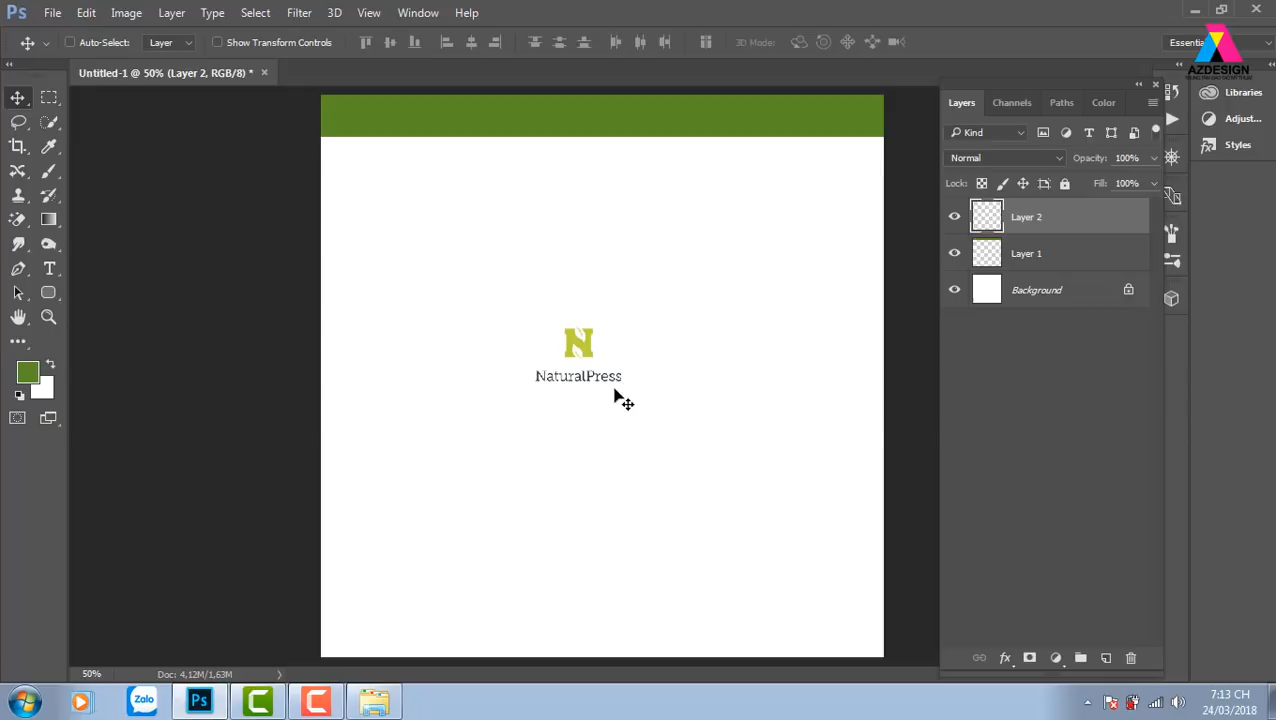 Ps File Edit Image Layer Type Select Filter 3D View Window Help
Auto-Select: Layer Show Transform Controls 3D Mode: Essentia
AZDESIGN
Untitled-1 @ 50% (Layer 2, RGB/8) * ×
Layers Channels Paths Color
Libraries
Adjust...
Styles
Kind
Normal Opacity: 100%
Lock: Fill: 100%
Layer 2
Layer 1
Background
N
NaturalPress
50% Doc: 4,12M/1,63M
Zalo Ps
7:13 CH
24/03/2018